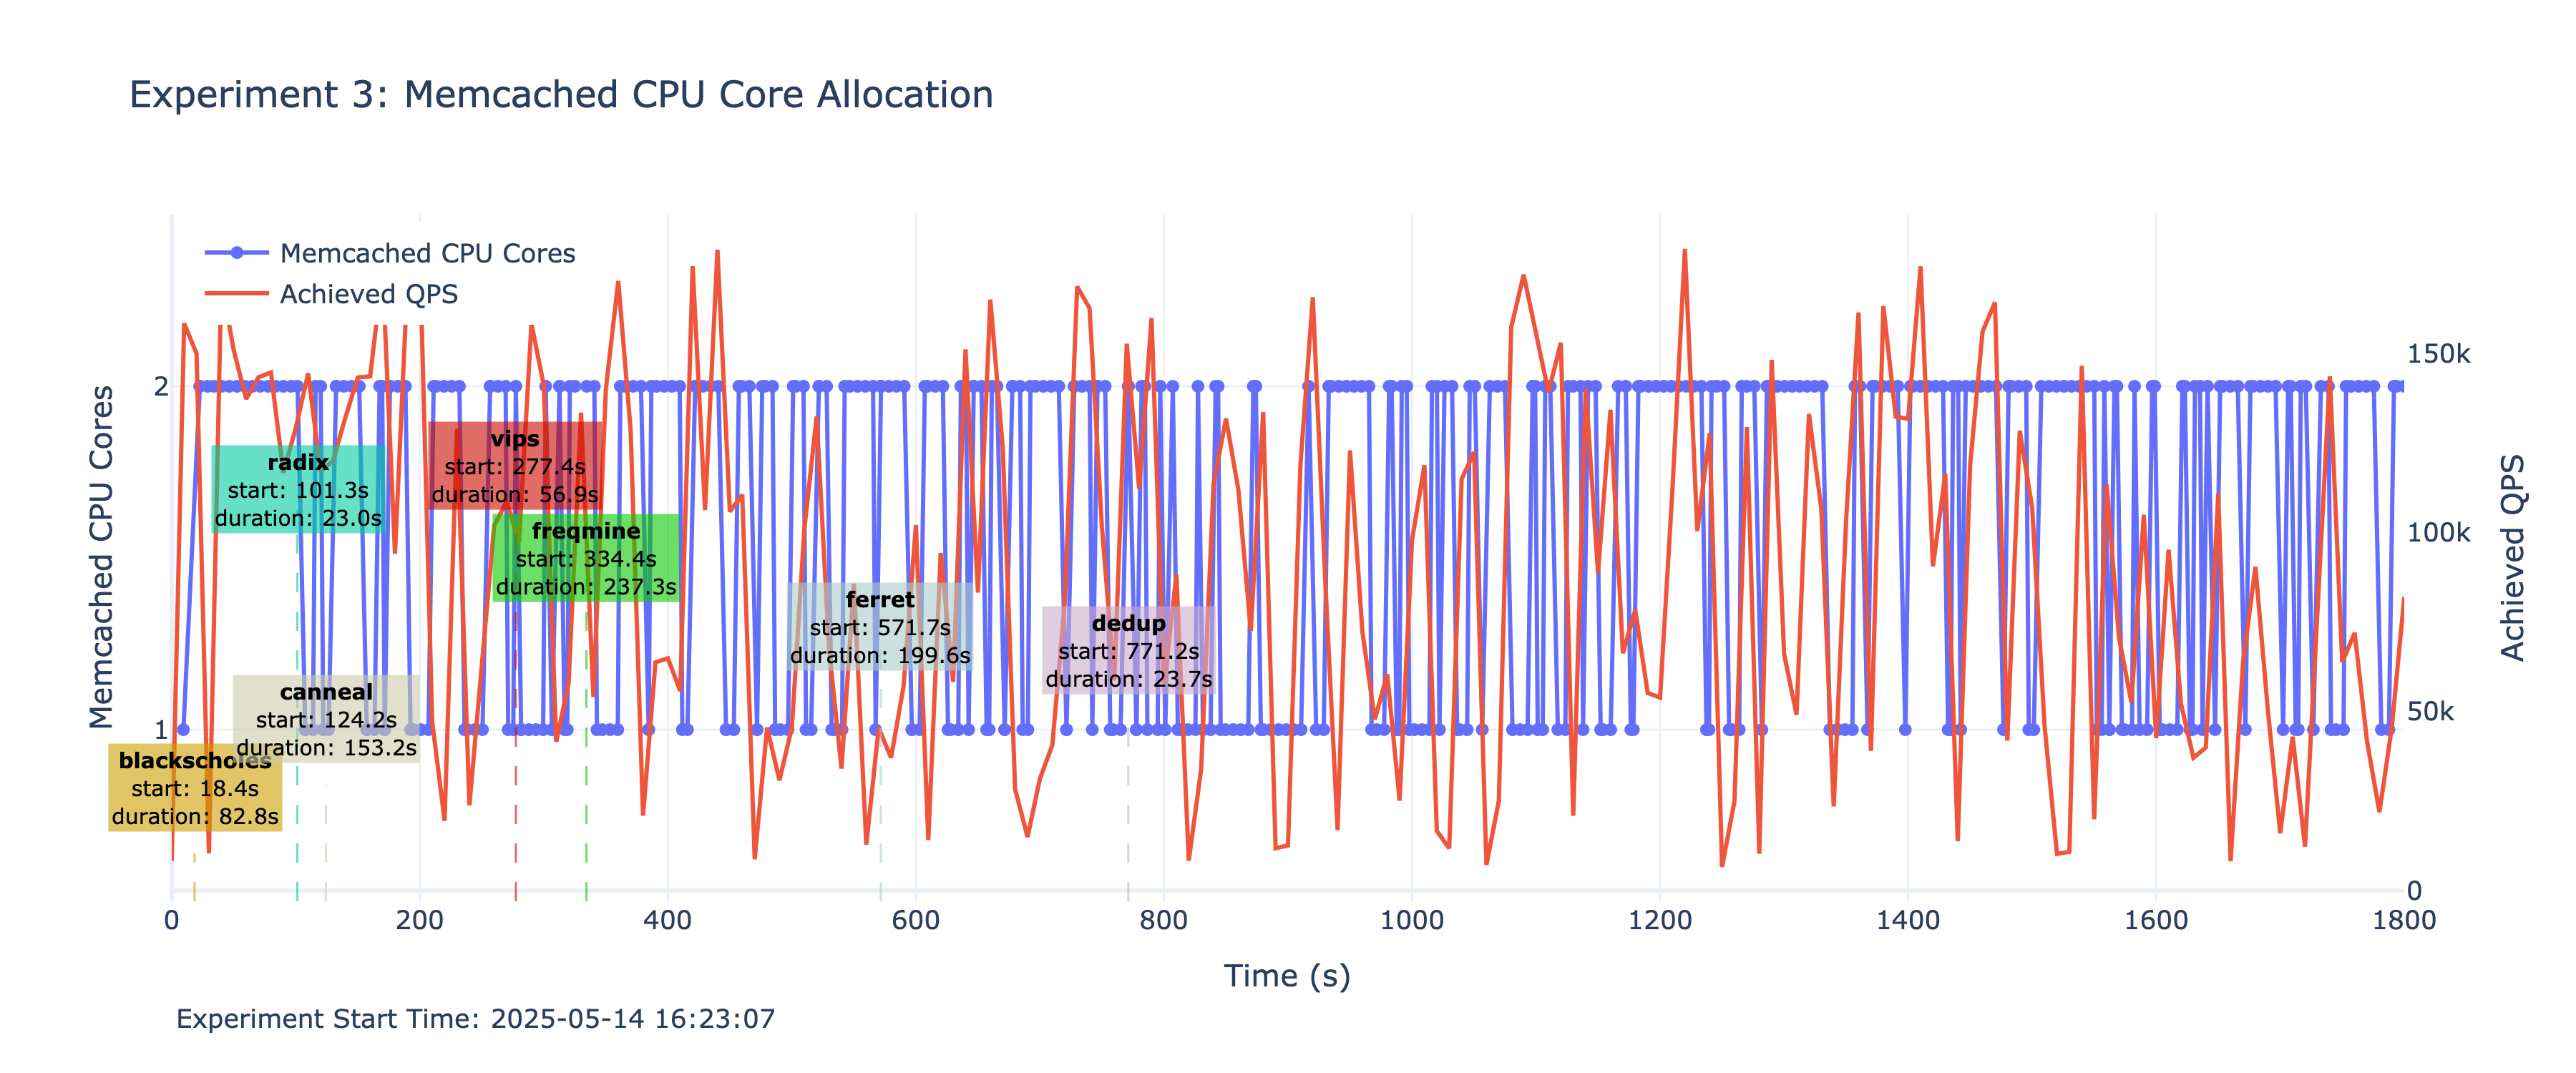 Experiment 3: Memcached CPU Core Allocation
Memcached CPU Cores
Achieved QPS
Memcached CPU Cores
2
1
150k
100k
50k
0
Achieved QPS
vips
start: 277.4s
duration: 56.9s
radix
start: 101.3s
duration: 23.0s
freqmine
start: 334.4s
duration: 237.3s
ferret
start: 571.7s
duration: 199.6s
dedup
start: 771.2s
duration: 23.7s
canneal
start: 124.2s
duration: 153.2s
blackscholes
start: 18.4s
duration: 82.8s
0 200 400 600 800 1000 1200 1400 1600 1800
Time (s)
Experiment Start Time: 2025-05-14 16:23:07